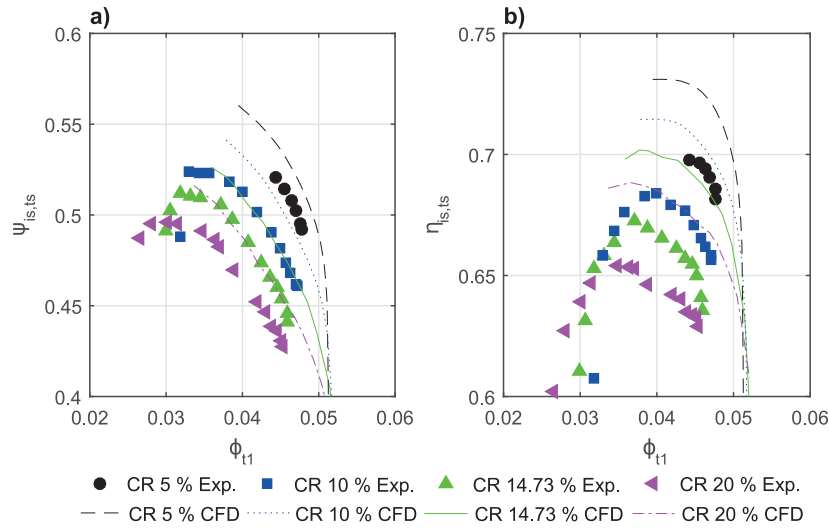 a)
b)
0.6
0.55
0.5
0.45
0.4
ψis,ts
0.02 0.03 0.04 0.05 0.06
ϕt1
0.75
0.7
0.65
0.6
ηis,ts
0.02 0.03 0.04 0.05 0.06
ϕt1
CR 5 % Exp. CR 10 % Exp. CR 14.73 % Exp. CR 20 % Exp.
CR 5 % CFD CR 10 % CFD CR 14.73 % CFD CR 20 % CFD